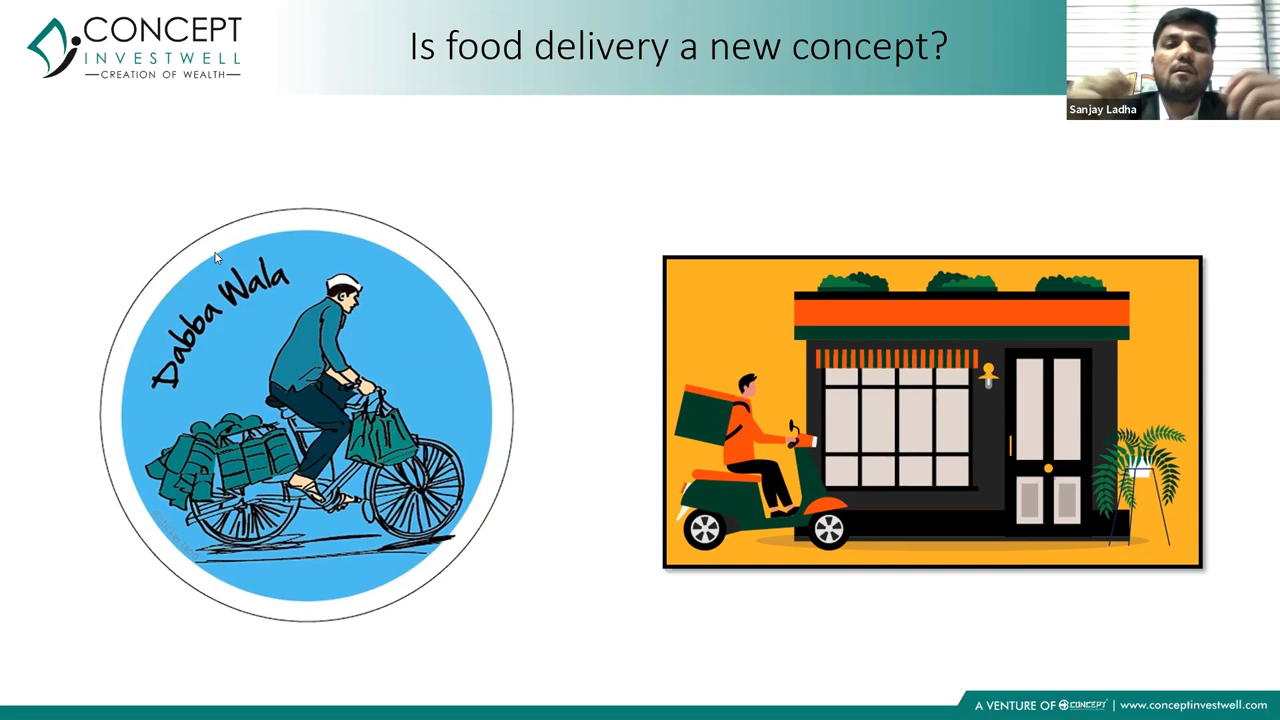 CONCEPT
INVESTWELL
CREATION OF WEALTH
Is food delivery a new concept?
Sanjay Ladha
Dabba Wala
A VENTURE OF CONCEPT | www.conceptinvestwell.com